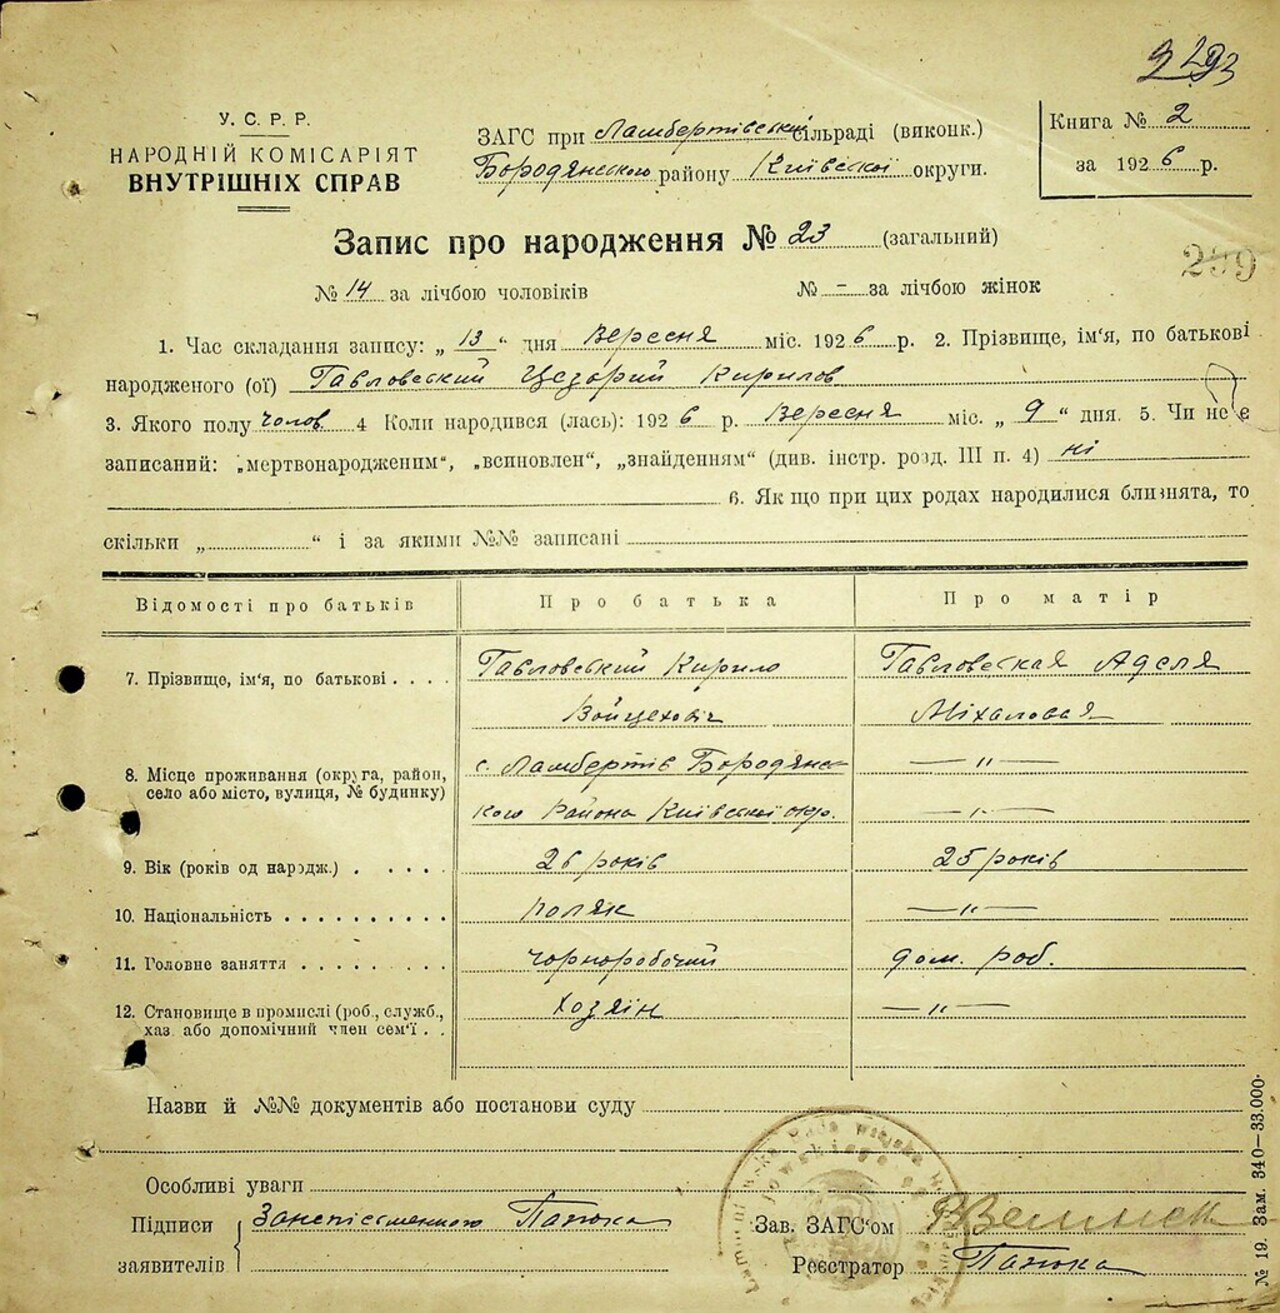 У. С. Р. Р.
НАРОДНІЙ КОМІСАРІЯТ
ВНУТРІШНІХ СПРАВ
ЗАГС при Ламбертівській сільраді (виконк.)
Бородянського району Київської округи.
Книга № 2
за 1926 р.
Запис про народження № 23 (загальний)
299
№ 14 за лічбою чоловіків № - за лічбою жінок
1. Час складання запису: „ 13 “ дня Вересня міс. 1926 р. 2. Прізвище, ім‘я, по батькові
народженого (ої) Павловский Цезарий Кирилов
3. Якого полу чолов 4 Коли народився (лась): 1926 р. Вересня міс. „ 9 “ дня. 5. Чи не є
записаний: „мертвонародженим“, „всиновлен“, „знайденням“ (див. інстр. розд. III п. 4) ні
6. Як що при цих родах народилися близнята, то
скільки „ “ і за якими №№ записані
Відомості про батьків Про батька Про матір
7. Прізвище, ім‘я, по батькові . . . . Павловський Кирило Павловская Аделя
Войцехович Міхаловая
8. Місце проживання (округа, район, село або місто, вулиця, № будинку) с. Ламбертів Бородянс- — " —
кого Района Київської окр. — " —
9. Вік (років од народж.) . . . . . 26 років 25 років
10. Національність . . . . . . . . . . поляк — " —
11. Головне заняття . . . . . . . . . чорноробочий дом. роб.
12. Становище в промислі (роб., служб., хаз або допомічний член сем‘ї . . Хозяїн — " —
Назви й №№ документів або постанови суду
Особливі уваги
Підписи
заявителів
Зав. ЗАГС‘ом
Реєстратор
№ 19. Зам. 340—33.000·